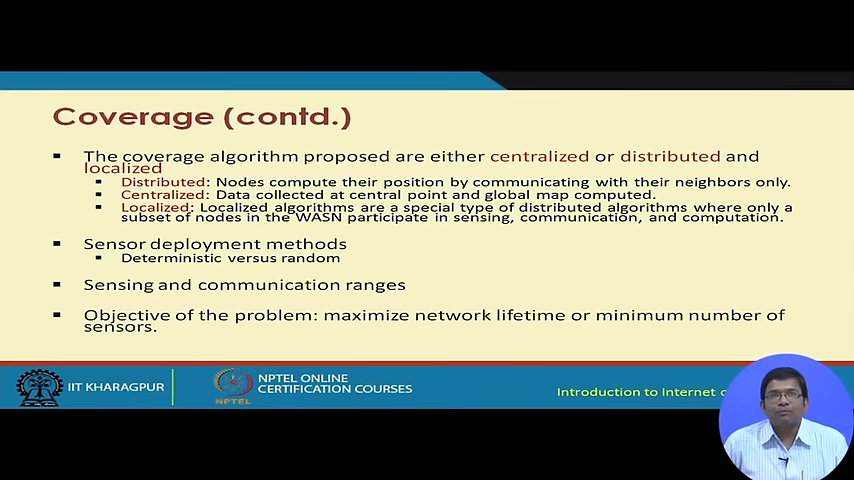 Coverage (contd.)
The coverage algorithm proposed are either centralized or distributed and
localized
Distributed: Nodes compute their position by communicating with their neighbors only.
Centralized: Data collected at central point and global map computed.
Localized: Localized algorithms are a special type of distributed algorithms where only a
subset of nodes in the WASN participate in sensing, communication, and computation.
Sensor deployment methods
Deterministic versus random
Sensing and communication ranges
Objective of the problem: maximize network lifetime or minimum number of
sensors.
IIT KHARAGPUR
NPTEL
NPTEL ONLINE
CERTIFICATION COURSES
Introduction to Internet